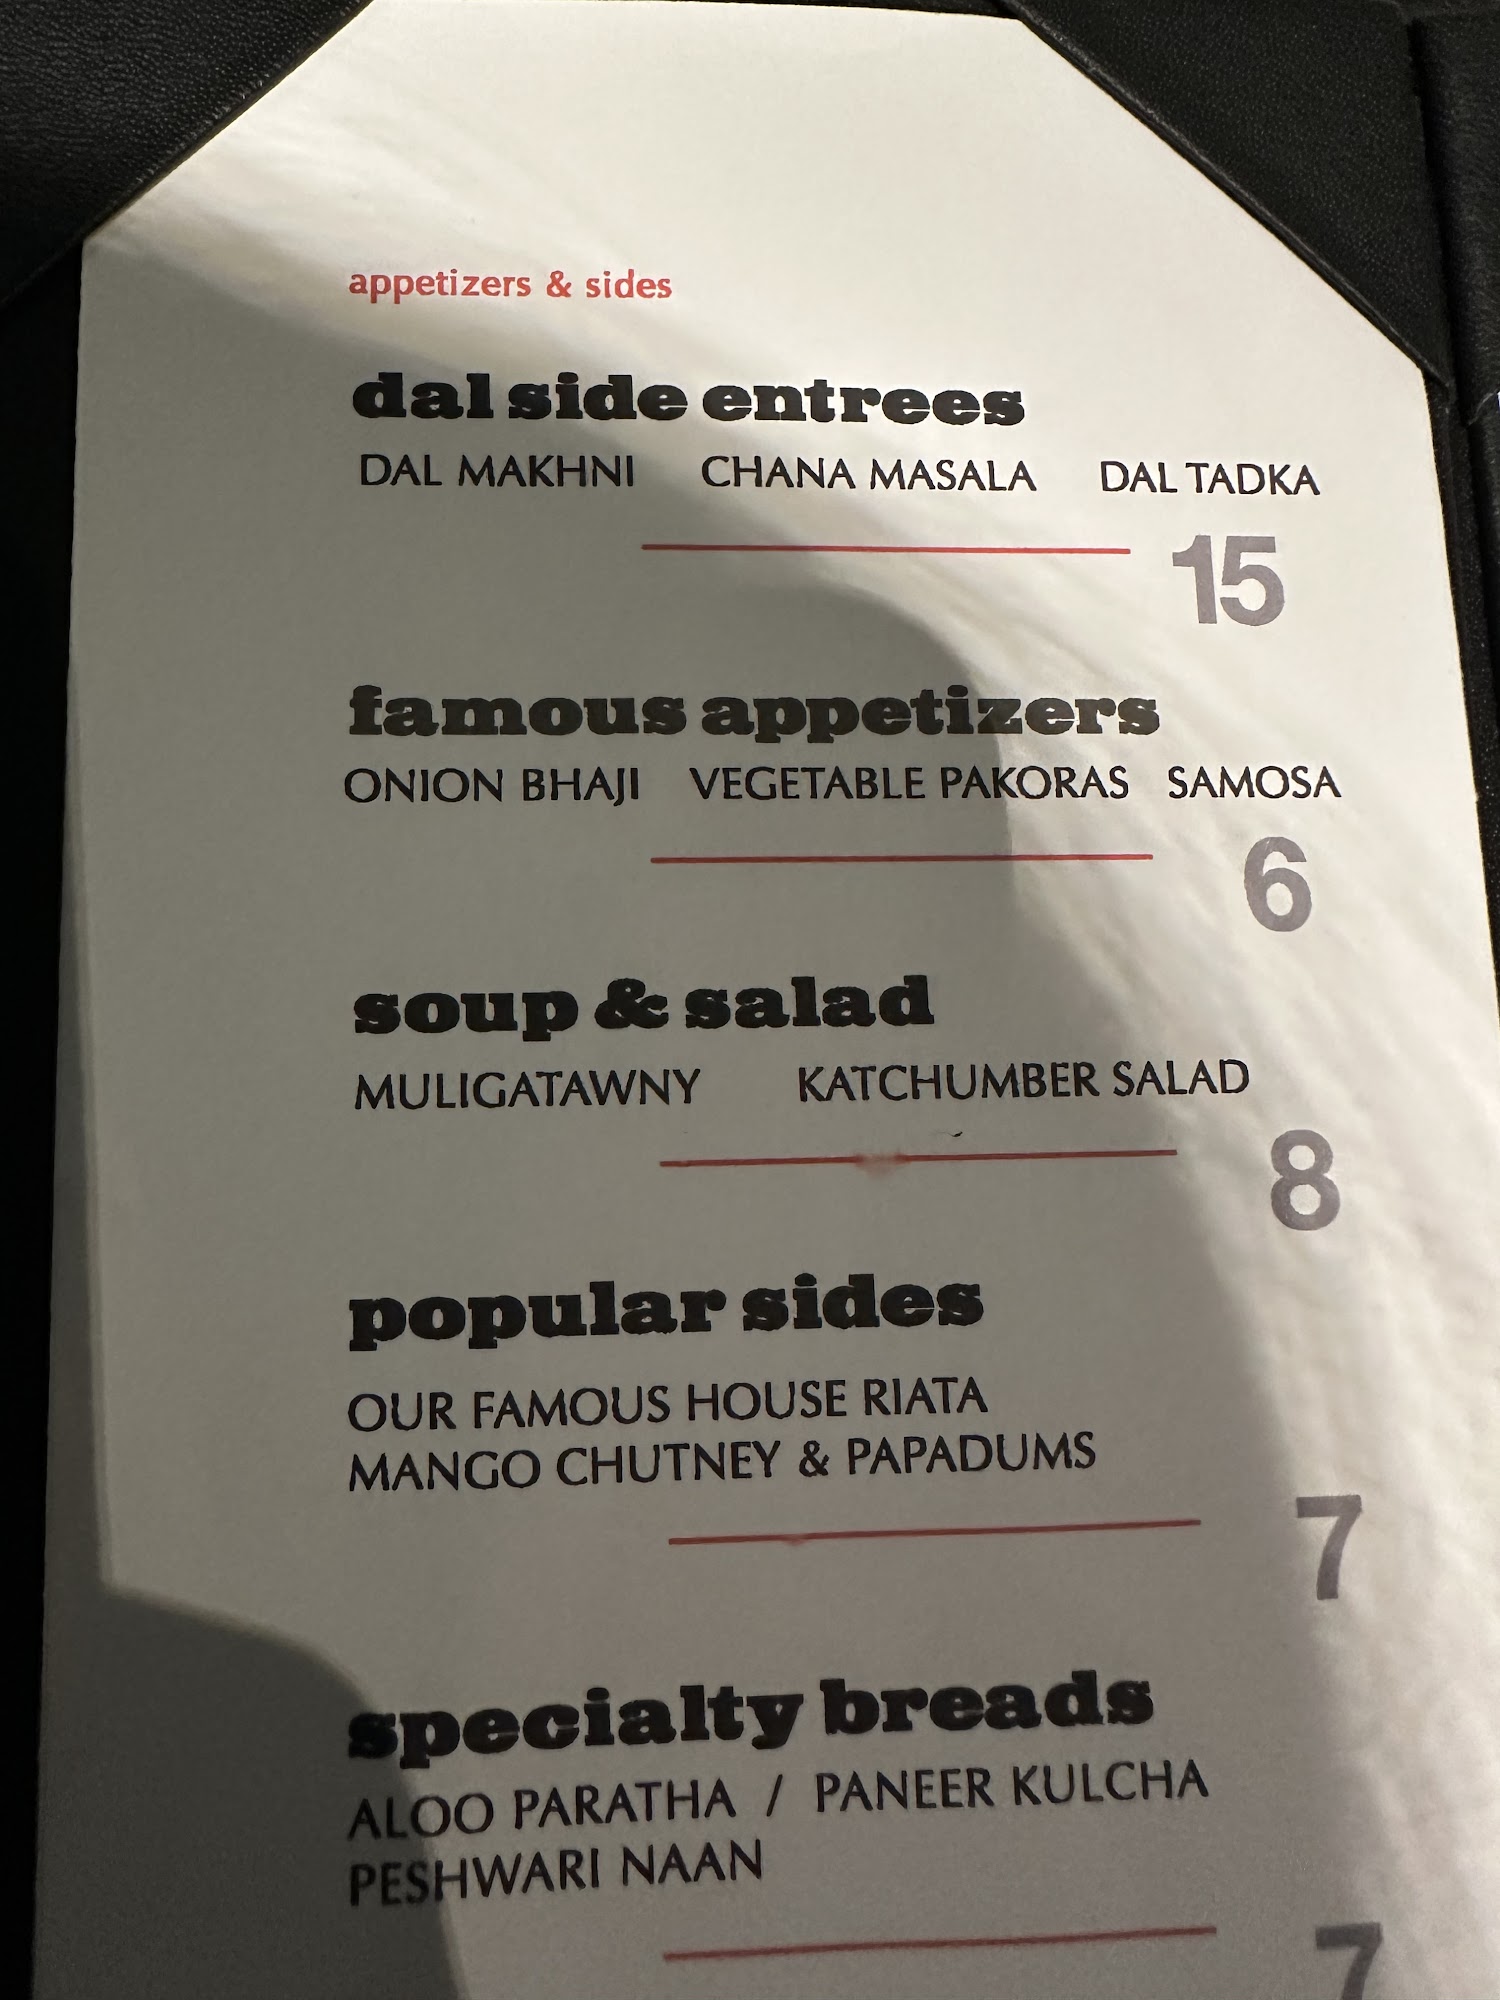 appetizers & sides
dal side entrees
DAL MAKHNI CHANA MASALA DAL TADKA
15
famous appetizers
ONION BHAJI VEGETABLE PAKORAS SAMOSA
6
soup & salad
MULIGATAWNY KATCHUMBER SALAD
8
popular sides
OUR FAMOUS HOUSE RIATA
MANGO CHUTNEY & PAPADUMS
7
specialty breads
ALOO PARATHA / PANEER KULCHA
PESHWARI NAAN
7